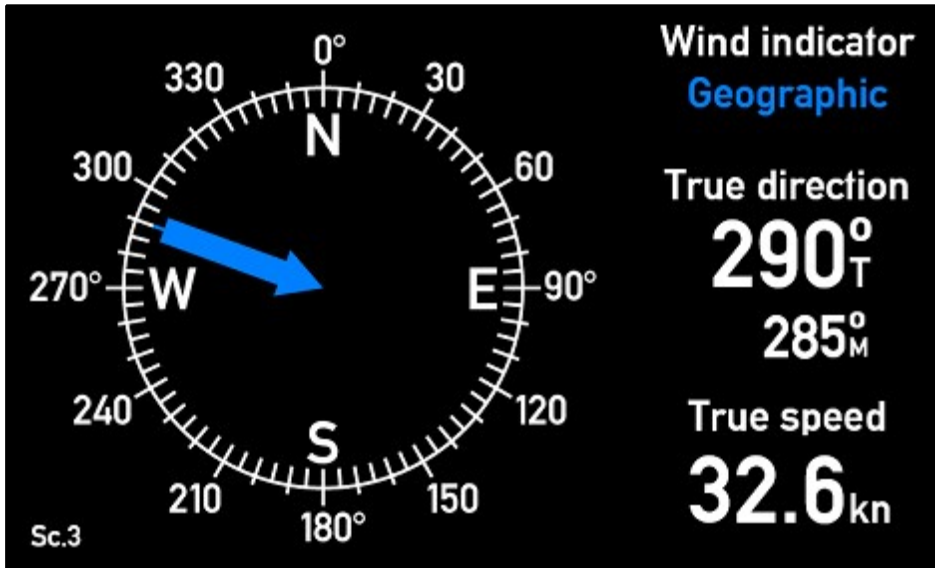 Wind indicator
Geographic
0°
330
30
N
300
60
270°
W
E
90°
240
120
S
210
150
180°
True direction
290°T
285°M
True speed
32.6kn
Sc.3